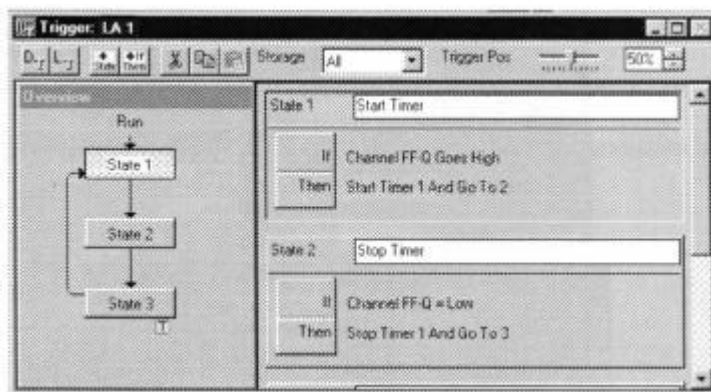 Trigger: LA 1
Storage All Trigger Pos 50%
Overview
Run
State 1
State 2
State 3
T
State 1 Start Timer
If Channel FF-Q Goes High
Then Start Timer 1 And Go To 2
State 2 Stop Timer
If Channel FF-Q = Low
Then Stop Timer 1 And Go To 3